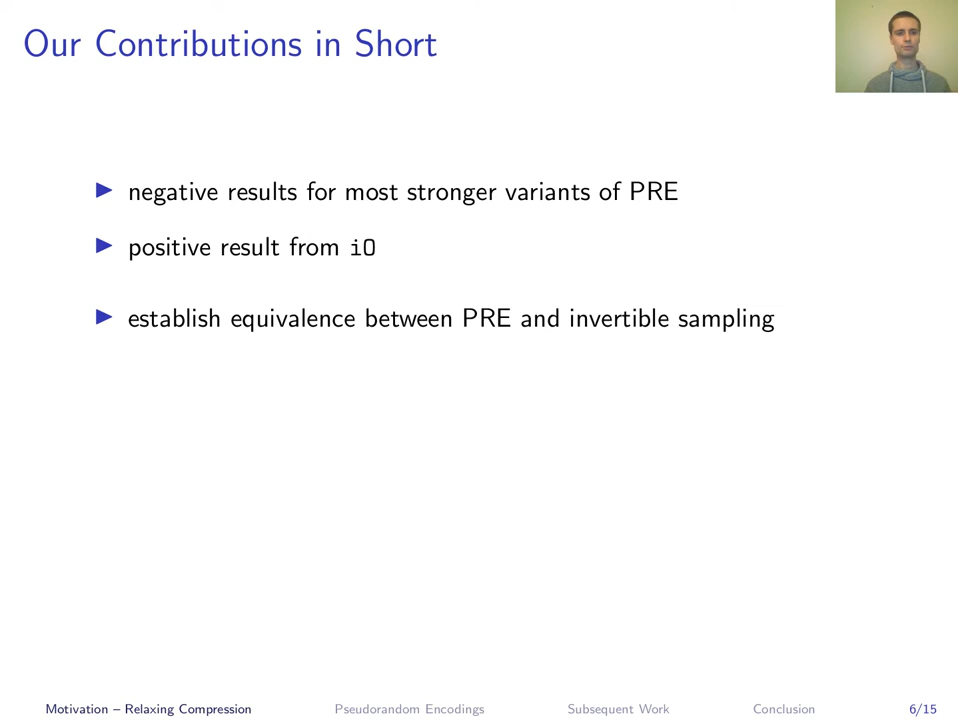 Our Contributions in Short
negative results for most stronger variants of PRE
positive result from iO
establish equivalence between PRE and invertible sampling
Motivation – Relaxing Compression Pseudorandom Encodings Subsequent Work Conclusion 6/15